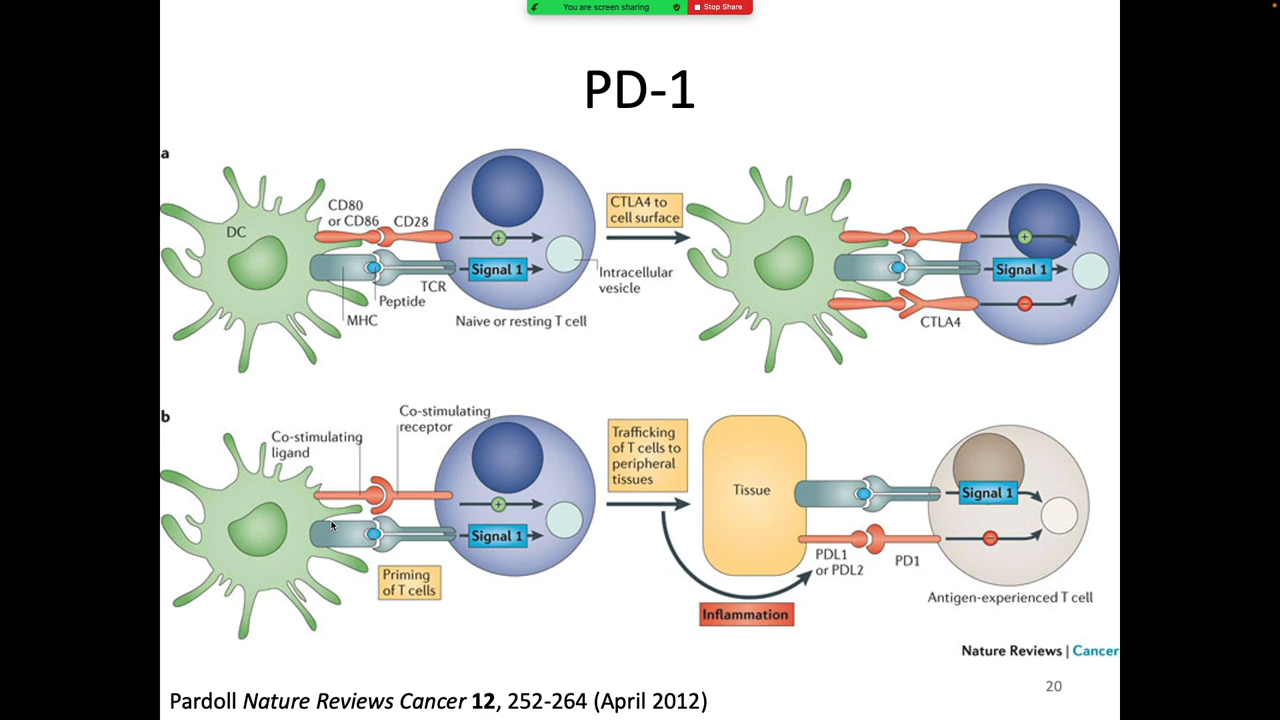 You are screen sharing
Stop Share
PD-1
a
CD80
or CD86
CD28
DC
TCR
Peptide
MHC
Signal 1
Intracellular
vesicle
Naive or resting T cell
CTLA4 to
cell surface
Signal 1
CTLA4
b
Co-stimulating
ligand
Co-stimulating
receptor
Signal 1
Priming
of T cells
Trafficking
of T cells to
peripheral
tissues
Inflammation
Tissue
Signal 1
PDL1
or PDL2
PD1
Antigen-experienced T cell
Nature Reviews | Cancer
20
Pardoll Nature Reviews Cancer 12, 252-264 (April 2012)